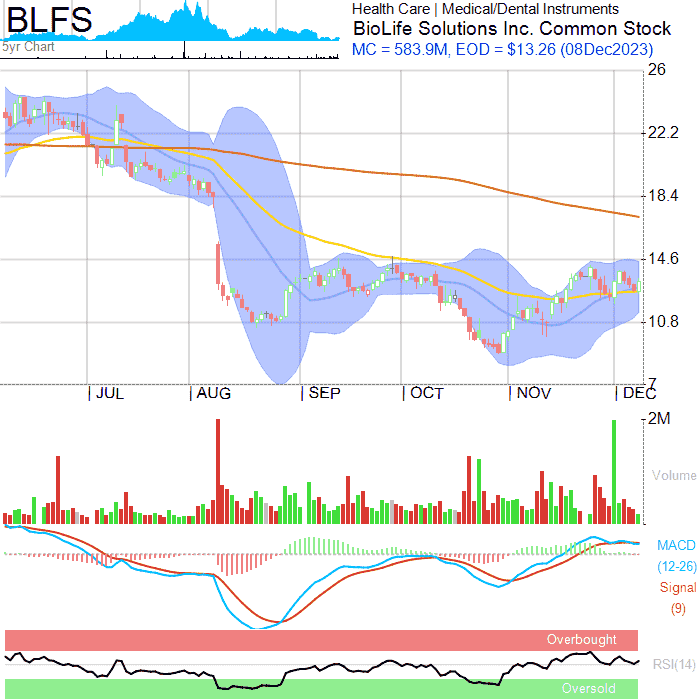 BLFS
5yr Chart
Health Care | Medical/Dental Instruments
BioLife Solutions Inc. Common Stock
MC = 583.9M, EOD = $13.26 (08Dec2023)
26
22.2
18.4
14.6
10.8
7
JUL AUG SEP OCT NOV DEC
2M
Volume
MACD
(12-26)
Signal
(9)
Overbought
RSI(14)
Oversold